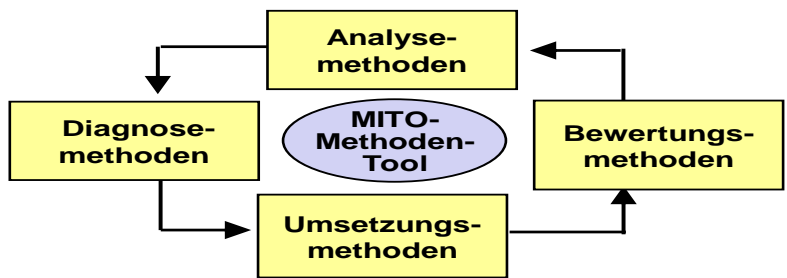 Analyse-
methoden
Diagnose-
methoden
MITO-
Methoden-
Tool
Bewertungs-
methoden
Umsetzungs-
methoden